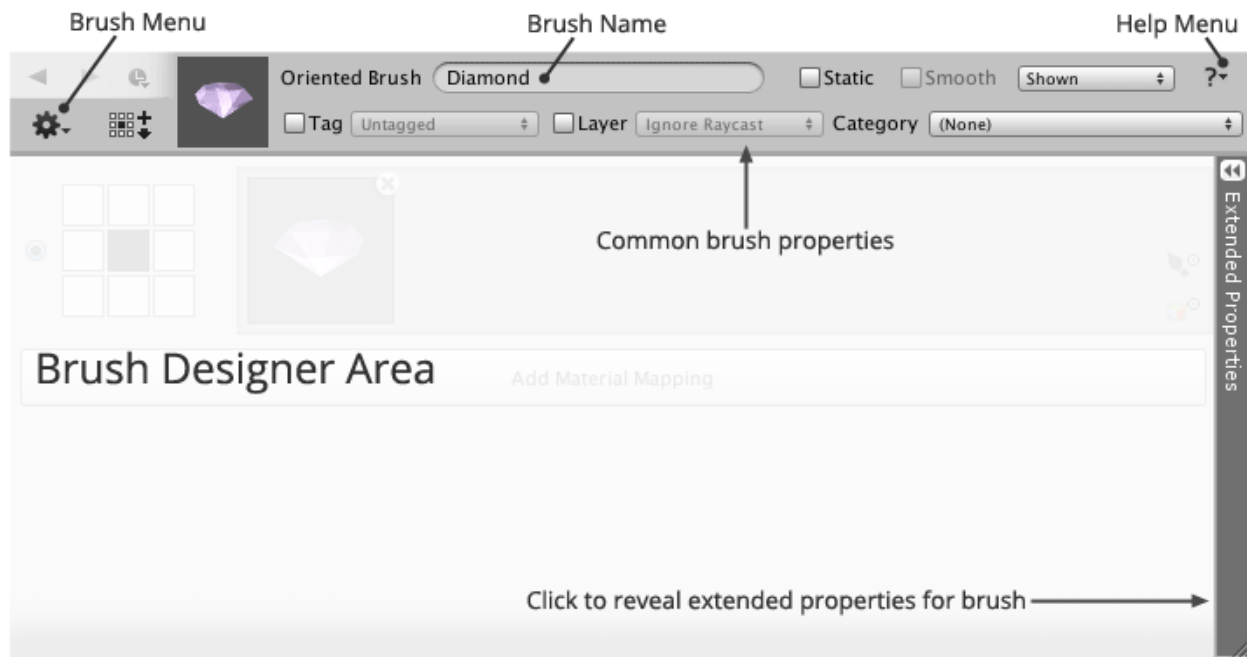 Brush Menu
Brush Name
Help Menu
Oriented Brush Diamond Static Smooth Shown ?
Tag Untagged Layer Ignore Raycast Category (None)
Common brush properties
Extended Properties
Brush Designer Area
Add Material Mapping
Click to reveal extended properties for brush